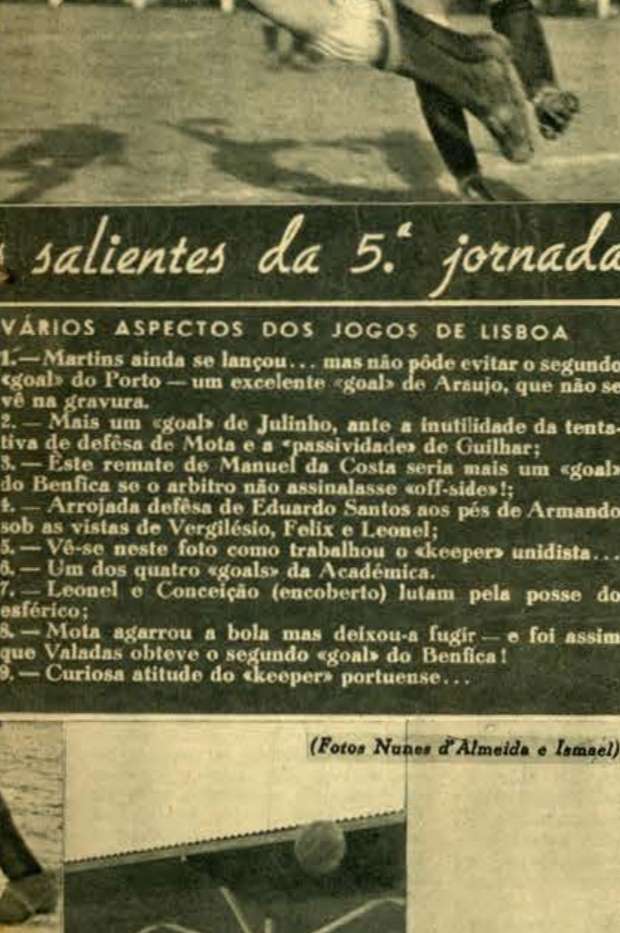 salientes da 5.ª jornada
VÁRIOS ASPECTOS DOS JOGOS DE LISBOA
1.—Martins ainda se lançou... mas não pôde evitar o segundo
«goal» do Porto — um excelente «goal» de Araujo, que não se
vê na gravura.
2. — Mais um «goal» de Julinho, ante a inutilidade da tenta-
tiva de defêsa de Mota e a "passividade» de Guilhar;
3. — Êste remate de Manuel da Costa seria mais um «goal»
do Benfica se o arbitro não assinalasse «off-side»!;
4. — Arrojada defêsa de Eduardo Santos aos pés de Armando
sob as vistas de Vergilésio, Felix e Leonel;
5. — Vê-se neste foto como trabalhou o «keeper» unidista...
6. — Um dos quatro «goals» da Académica.
7. — Leonel e Conceição (encoberto) lutam pela posse do
esférico;
8. — Mota agarrou a bola mas deixou-a fugir — e foi assim
que Valadas obteve o segundo «goal» do Benfica!
9. — Curiosa atitude do «keeper» portuense...
(Fotos Nunes d'Almeida e Ismael)